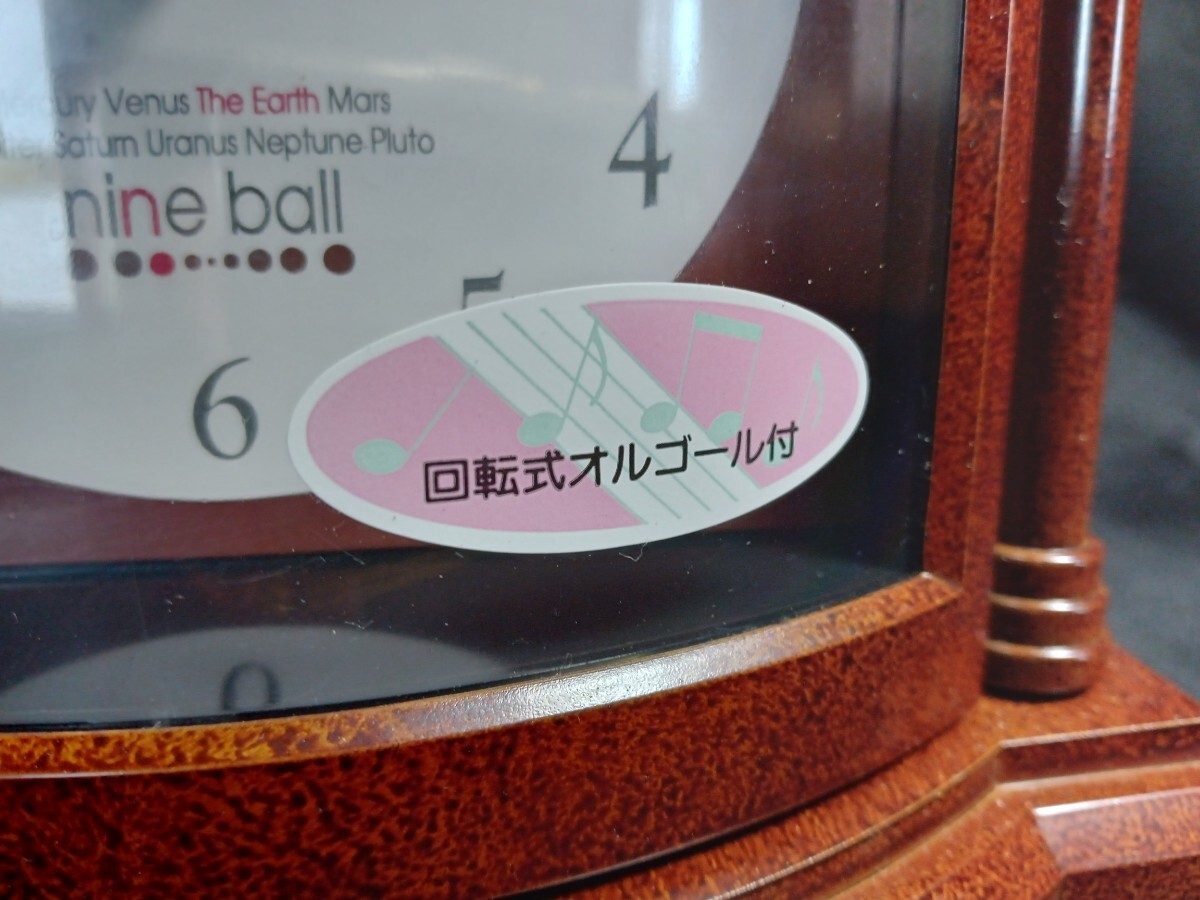 Mercury Venus The Earth Mars
Saturn Uranus Neptune Pluto
nine ball
4
5
6
回転式オルゴール付